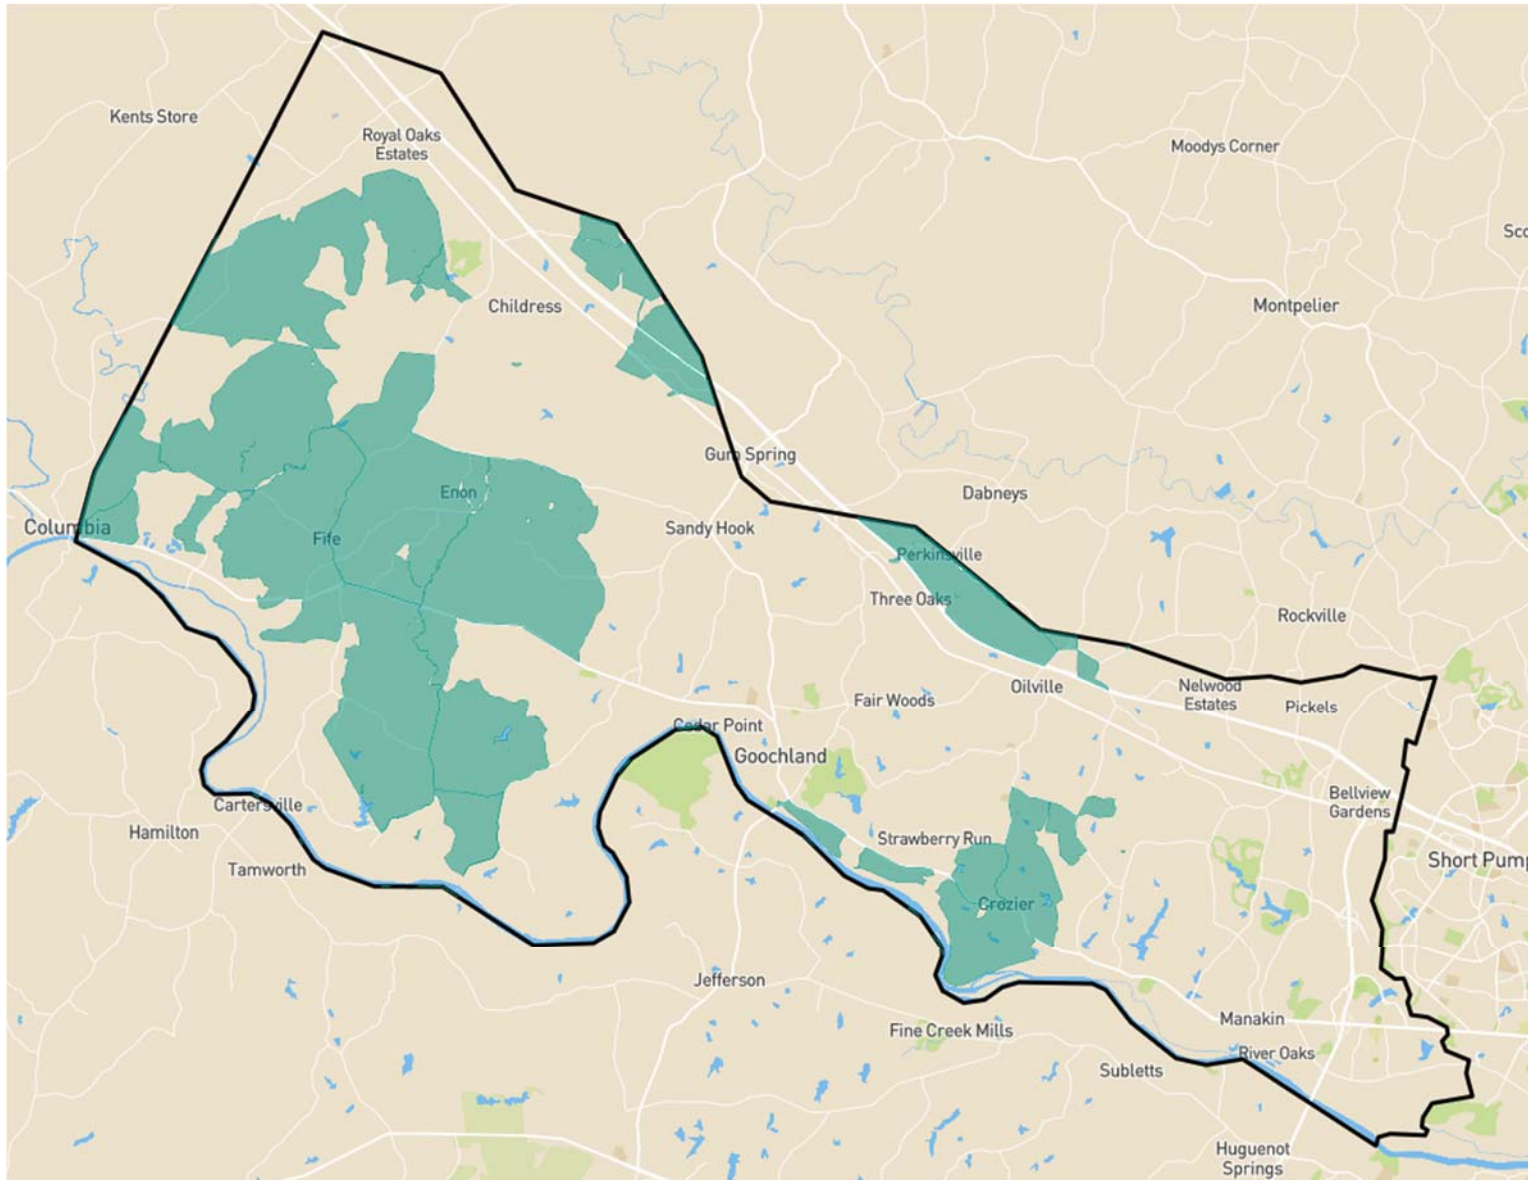 Kents Store
Royal Oaks
Estates
Moodys Corner
Childress
Montpelier
Gum Spring
Dabneys
Enon
Columbia
Sandy Hook
Fife
Perkinsville
Three Oaks
Rockville
Oilville
Nelwood
Estates
Fair Woods
Pickels
Cedar Point
Goochland
Bellview
Gardens
Cartersville
Hamilton
Strawberry Run
Short Pump
Tamworth
Crozier
Jefferson
Manakin
Fine Creek Mills
River Oaks
Subletts
Huguenot
Springs